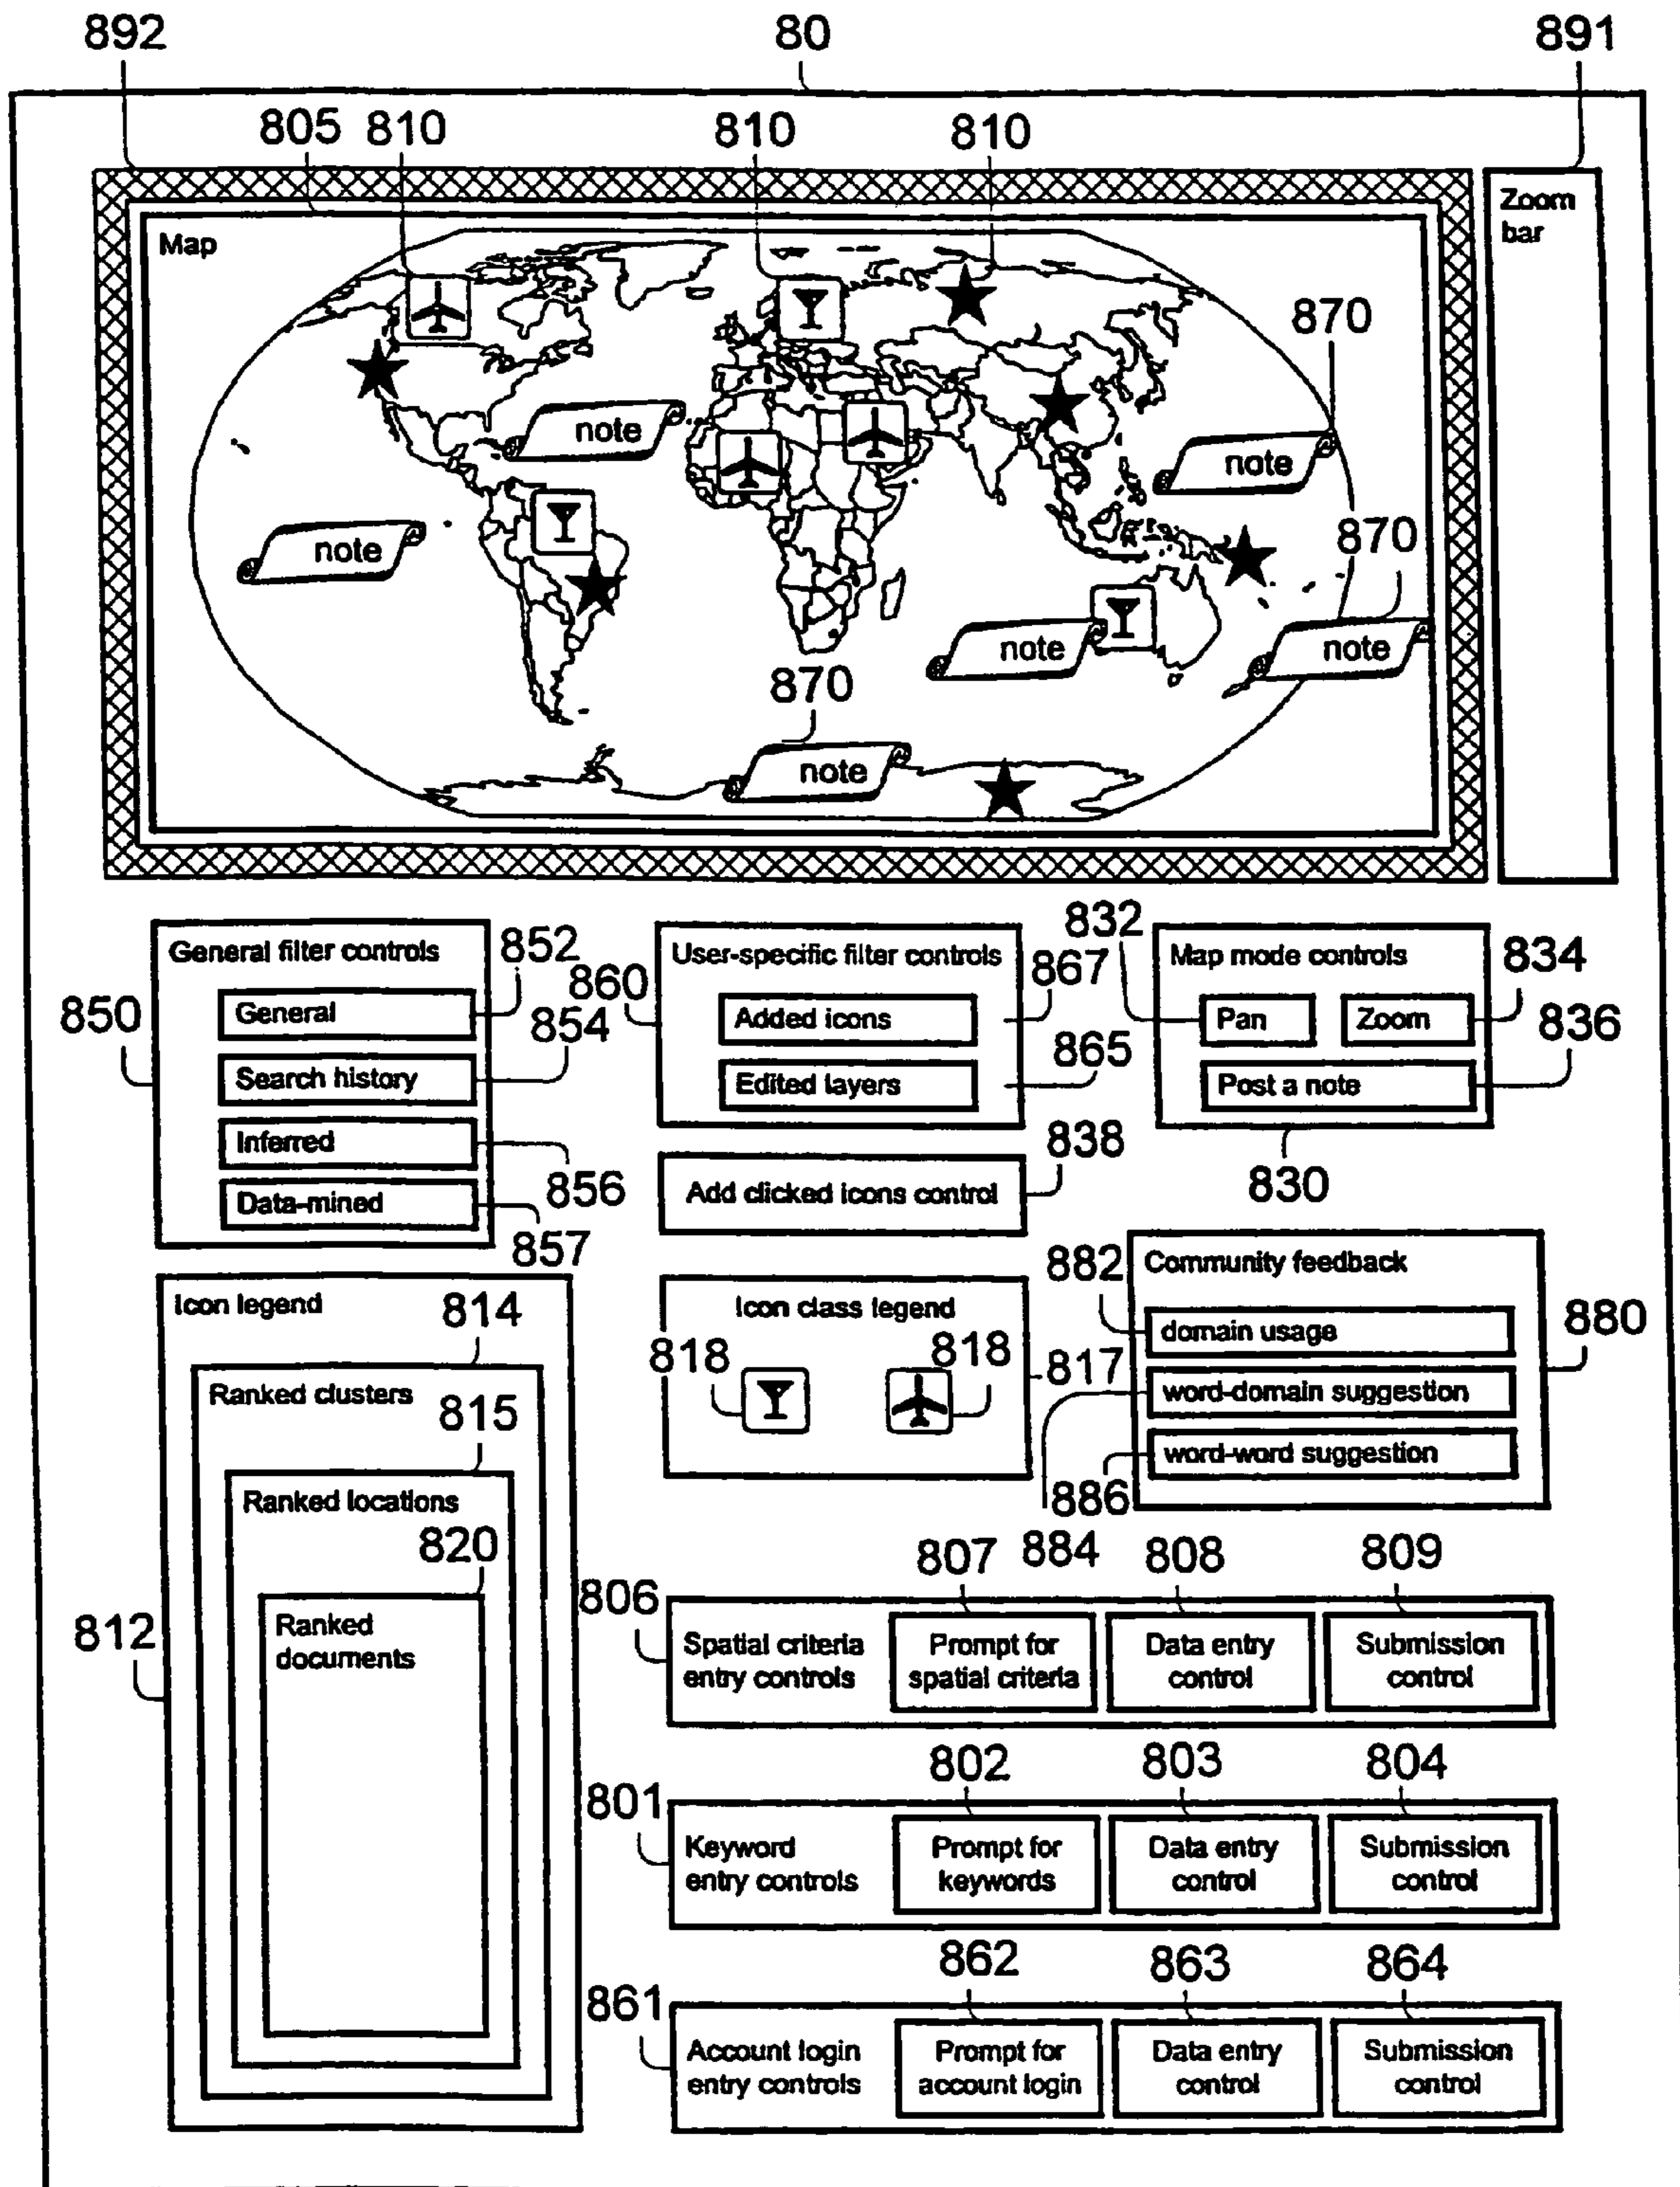 892
80
891
805
810
810
810
Map
Zoom
bar
870
note
note
870
note
note
note
870
note
General filter controls
852
General
854
Search history
850
Inferred
856
Data-mined
857
User-specific filter controls
860
867
Added icons
865
Edited layers
838
Add clicked icons control
832
Map mode controls
834
Pan
Zoom
836
Post a note
830
Icon legend
814
Ranked clusters
815
Ranked locations
820
Ranked
documents
812
Icon class legend
818
818
817
882
Community feedback
880
domain usage
word-domain suggestion
word-word suggestion
886
884
807
808
809
806
Spatial criteria
entry controls
Prompt for
spatial criteria
Data entry
control
Submission
control
802
803
804
801
Keyword
entry controls
Prompt for
keywords
Data entry
control
Submission
control
862
863
864
861
Account login
entry controls
Prompt for
account login
Data entry
control
Submission
control